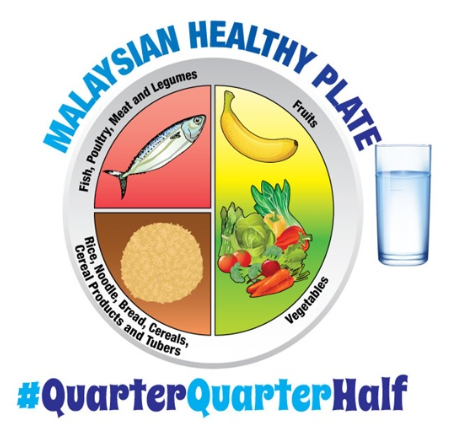 MALAYSIAN HEALTHY PLATE
Fish, Poultry, Meat and Legumes
Fruits
Rice, Noodle, Bread, Cereals,
Cereal Products and Tubers
Vegetables
#QuarterQuarterHalf